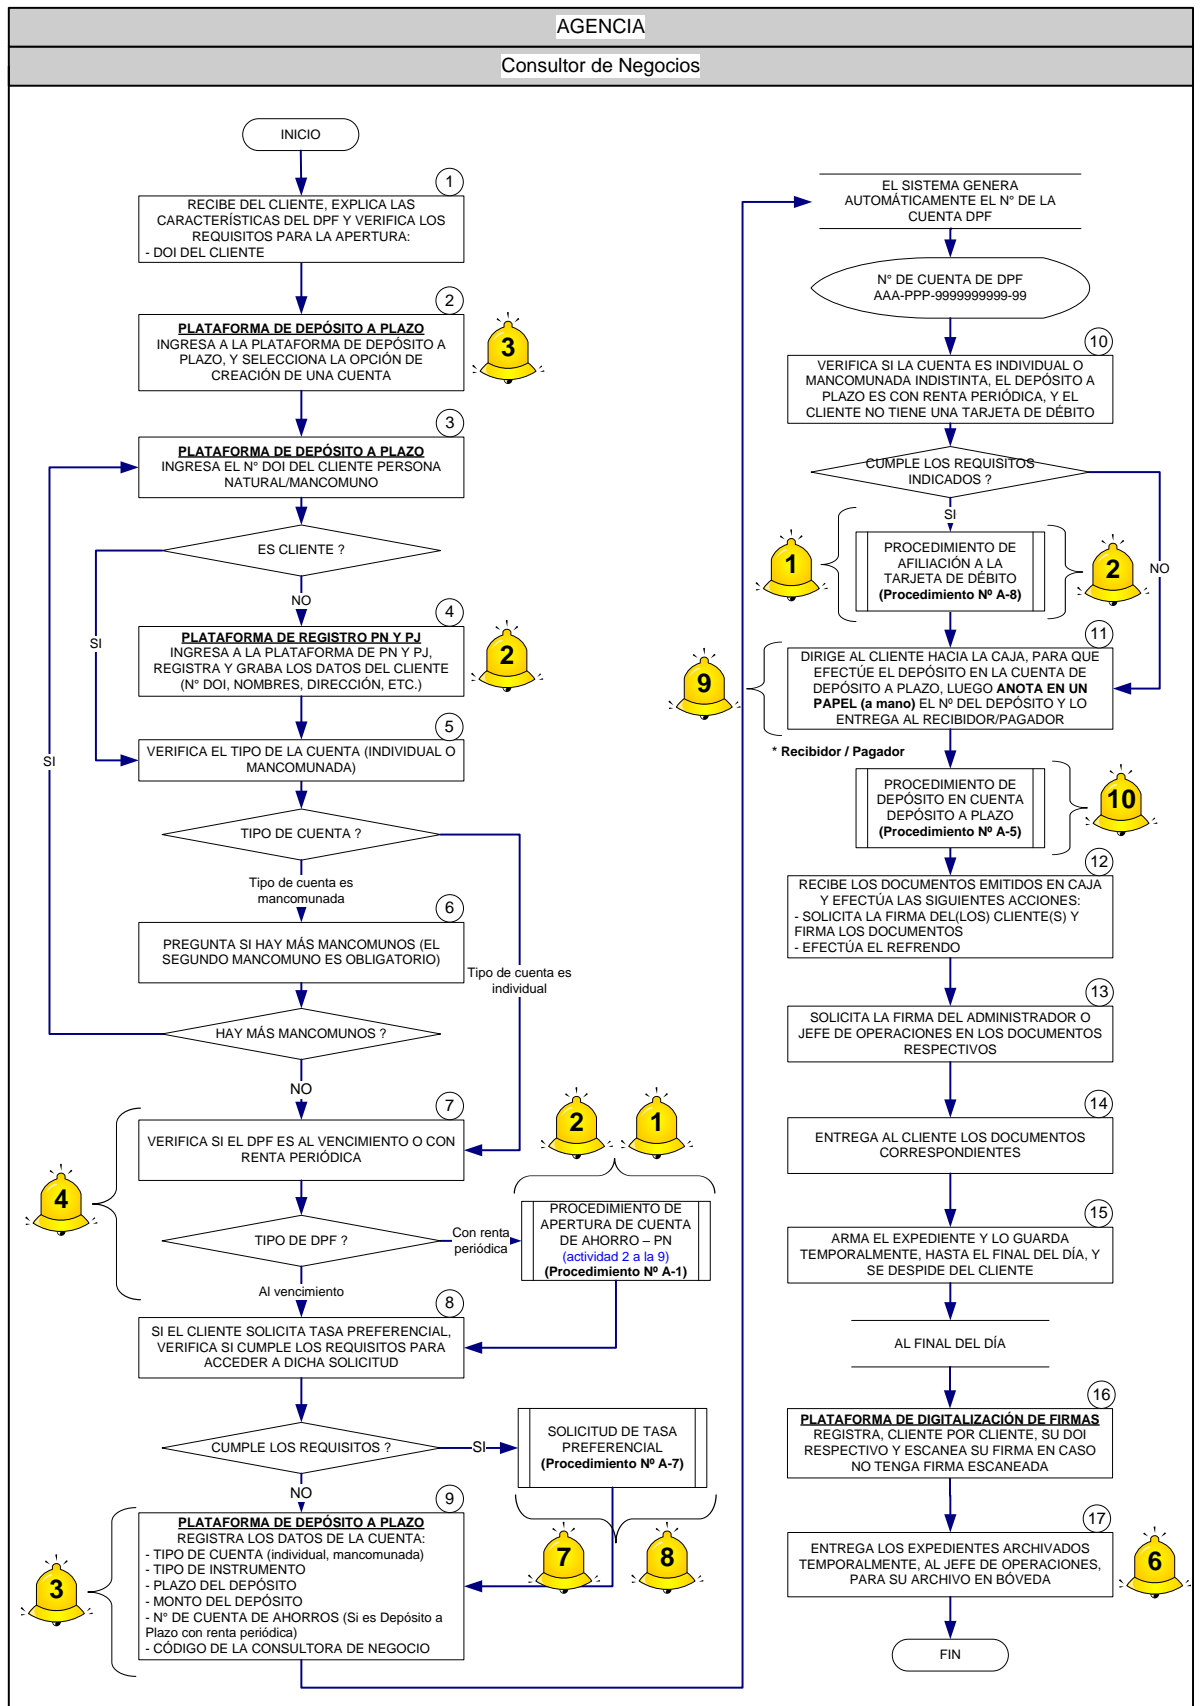 AGENCIA
Consultor de Negocios
INICIO
1
RECIBE DEL CLIENTE, EXPLICA LAS
CARACTERÍSTÍCAS DEL DPF Y VERIFICA LOS
REQUISITOS PARA LA APERTURA:
- DOI DEL CLIENTE
2
PLATAFORMA DE DEPÓSITO A PLAZO
INGRESA A LA PLATAFORMA DE DEPÓSITO A
PLAZO, Y SELECCIONA LA OPCIÓN DE
CREACIÓN DE UNA CUENTA
3
3
PLATAFORMA DE DEPÓSITO A PLAZO
INGRESA EL N° DOI DEL CLIENTE PERSONA
NATURAL/MANCOMUNO
ES CLIENTE ?
NO
SI
4
PLATAFORMA DE REGISTRO PN Y PJ
INGRESA A LA PLATAFORMA DE PN Y PJ,
REGISTRA Y GRABA LOS DATOS DEL CLIENTE
(N° DOI, NOMBRES, DIRECCIÓN, ETC.)
2
5
VERIFICA EL TIPO DE LA CUENTA (INDIVIDUAL O
MANCOMUNADA)
SI
TIPO DE CUENTA ?
Tipo de cuenta es
mancomunada
6
PREGUNTA SI HAY MÁS MANCOMUNOS (EL
SEGUNDO MANCOMUNO ES OBLIGATORIO)
Tipo de cuenta es
individual
HAY MÁS MANCOMUNOS ?
NO
7
VERIFICA SI EL DPF ES AL VENCIMIENTO O CON
RENTA PERIÓDICA
4
2
1
TIPO DE DPF ?
Con renta
periódica
PROCEDIMIENTO DE
APERTURA DE CUENTA
DE AHORRO – PN
(actividad 2 a la 9)
(Procedimiento Nº A-1)
Al vencimiento
8
SI EL CLIENTE SOLICITA TASA PREFERENCIAL,
VERIFICA SI CUMPLE LOS REQUISITOS PARA
ACCEDER A DICHA SOLICITUD
CUMPLE LOS REQUISITOS ?
SI
SOLICITUD DE TASA
PREFERENCIAL
(Procedimiento Nº A-7)
NO
9
PLATAFORMA DE DEPÓSITO A PLAZO
REGISTRA LOS DATOS DE LA CUENTA:
- TIPO DE CUENTA (individual, mancomunada)
- TIPO DE INSTRUMENTO
- PLAZO DEL DEPÓSITO
- MONTO DEL DEPÓSITO
- N° DE CUENTA DE AHORROS (Si es Depósito a
Plazo con renta periódica)
- CÓDIGO DE LA CONSULTORA DE NEGOCIO
3
7
8
EL SISTEMA GENERA
AUTOMÁTICAMENTE EL N° DE LA
CUENTA DPF
N° DE CUENTA DE DPF
AAA-PPP-9999999999-99
10
VERIFICA SI LA CUENTA ES INDIVIDUAL O
MANCOMUNADA INDISTINTA, EL DEPÓSITO A
PLAZO ES CON RENTA PERIÓDICA, Y EL
CLIENTE NO TIENE UNA TARJETA DE DÉBITO
CUMPLE LOS REQUISITOS
INDICADOS ?
SI
NO
1
PROCEDIMIENTO DE
AFILIACIÓN A LA
TARJETA DE DÉBITO
(Procedimiento Nº A-8)
2
11
DIRIGE AL CLIENTE HACIA LA CAJA, PARA QUE
EFECTÚE EL DEPÓSITO EN LA CUENTA DE
DEPÓSITO A PLAZO, LUEGO ANOTA EN UN
PAPEL (a mano) EL Nº DEL DEPÓSITO Y LO
ENTREGA AL RECIBIDOR/PAGADOR
9
* Recibidor / Pagador
PROCEDIMIENTO DE
DEPÓSITO EN CUENTA
DEPÓSITO A PLAZO
(Procedimiento Nº A-5)
10
12
RECIBE LOS DOCUMENTOS EMITIDOS EN CAJA
Y EFECTÚA LAS SIGUIENTES ACCIONES:
- SOLICITA LA FIRMA DEL(LOS) CLIENTE(S) Y
FIRMA LOS DOCUMENTOS
- EFECTÚA EL REFRENDO
13
SOLICITA LA FIRMA DEL ADMINISTRADOR O
JEFE DE OPERACIONES EN LOS DOCUMENTOS
RESPECTIVOS
14
ENTREGA AL CLIENTE LOS DOCUMENTOS
CORRESPONDIENTES
15
ARMA EL EXPEDIENTE Y LO GUARDA
TEMPORALMENTE, HASTA EL FINAL DEL DÍA, Y
SE DESPIDE DEL CLIENTE
AL FINAL DEL DÍA
16
PLATAFORMA DE DIGITALIZACIÓN DE FIRMAS
REGISTRA, CLIENTE POR CLIENTE, SU DOI
RESPECTIVO Y ESCANEA SU FIRMA EN CASO
NO TENGA FIRMA ESCANEADA
17
ENTREGA LOS EXPEDIENTES ARCHIVADOS
TEMPORALMENTE, AL JEFE DE OPERACIONES,
PARA SU ARCHIVO EN BÓVEDA
6
FIN